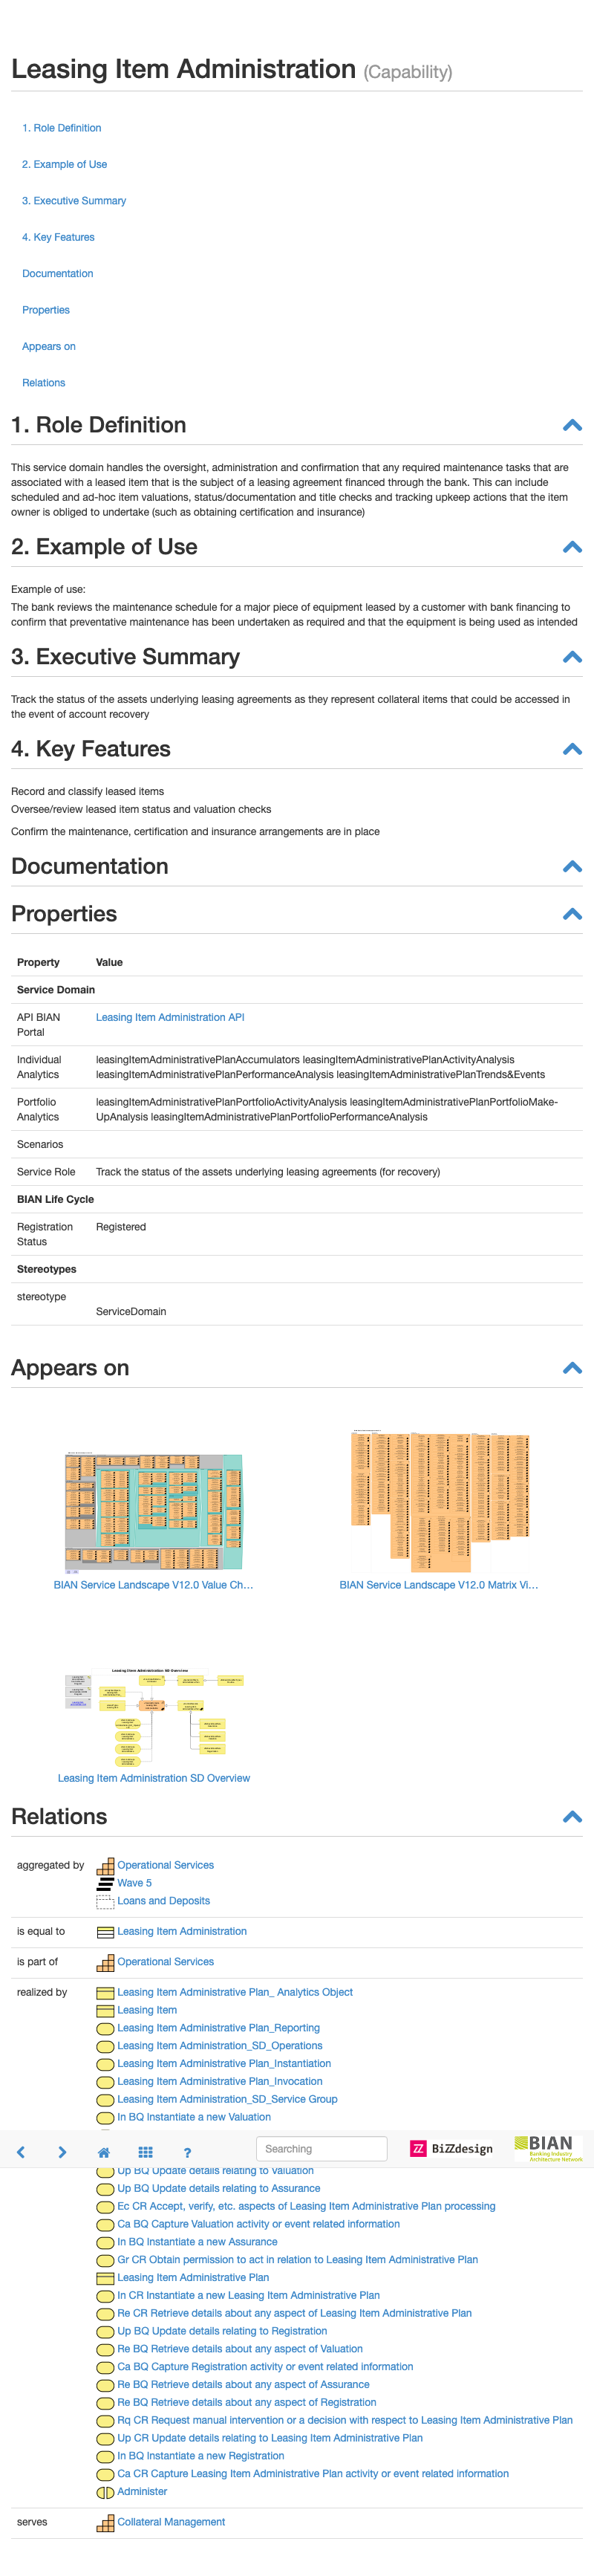 Leasing Item Administration (Capability)
1. Role Definition
2. Example of Use
3. Executive Summary
4. Key Features
Documentation
Properties
Appears on
Relations
1. Role Definition
This service domain handles the oversight, administration and confirmation that any required maintenance tasks that are
associated with a leased item that is the subject of a leasing agreement financed through the bank. This can include
scheduled and ad-hoc item valuations, status/documentation and title checks and tracking upkeep actions that the item
owner is obliged to undertake (such as obtaining certification and insurance)
2. Example of Use
Example of use:
The bank reviews the maintenance schedule for a major piece of equipment leased by a customer with bank financing to
confirm that preventative maintenance has been undertaken as required and that the equipment is being used as intended
3. Executive Summary
Track the status of the assets underlying leasing agreements as they represent collateral items that could be accessed in
the event of account recovery
4. Key Features
Record and classify leased items
Oversee/review leased item status and valuation checks
Confirm the maintenance, certification and insurance arrangements are in place
Documentation
Properties
Property Value
Service Domain
API BIAN
Portal
Leasing Item Administration API
Individual
Analytics
leasingItemAdministrativePlanAccumulators leasingItemAdministrativePlanActivityAnalysis
leasingItemAdministrativePlanPerformanceAnalysis leasingItemAdministrativePlanTrends&Events
Portfolio
Analytics
leasingItemAdministrativePlanPortfolioActivityAnalysis leasingItemAdministrativePlanPortfolioMake-
UpAnalysis leasingItemAdministrativePlanPortfolioPerformanceAnalysis
Scenarios
Service Role Track the status of the assets underlying leasing agreements (for recovery)
BIAN Life Cycle
Registration
Status
Registered
Stereotypes
stereotype
ServiceDomain
Appears on
BIAN Service Landscape V12.0 Value Ch...
BIAN Service Landscape V12.0 Matrix Vi...
Leasing Item Administration SD Overview
Leasing Item Administration SD Overview
Relations
aggregated by Operational Services
Wave 5
Loans and Deposits
is equal to Leasing Item Administration
is part of Operational Services
realized by Leasing Item Administrative Plan_ Analytics Object
Leasing Item
Leasing Item Administrative Plan_Reporting
Leasing Item Administration_SD_Operations
Leasing Item Administrative Plan_Instantiation
Leasing Item Administrative Plan_Invocation
Leasing Item Administration_SD_Service Group
In BQ Instantiate a new Valuation
? Searching BiZZdesign BIAN
Banking Industry
Architecture Network
Up BQ Update details relating to Valuation
Up BQ Update details relating to Assurance
Ec CR Accept, verify, etc. aspects of Leasing Item Administrative Plan processing
Ca BQ Capture Valuation activity or event related information
In BQ Instantiate a new Assurance
Gr CR Obtain permission to act in relation to Leasing Item Administrative Plan
Leasing Item Administrative Plan
In CR Instantiate a new Leasing Item Administrative Plan
Re CR Retrieve details about any aspect of Leasing Item Administrative Plan
Up BQ Update details relating to Registration
Re BQ Retrieve details about any aspect of Valuation
Ca BQ Capture Registration activity or event related information
Re BQ Retrieve details about any aspect of Assurance
Re BQ Retrieve details about any aspect of Registration
Rq CR Request manual intervention or a decision with respect to Leasing Item Administrative Plan
Up CR Update details relating to Leasing Item Administrative Plan
In BQ Instantiate a new Registration
Ca CR Capture Leasing Item Administrative Plan activity or event related information
Administer
serves Collateral Management